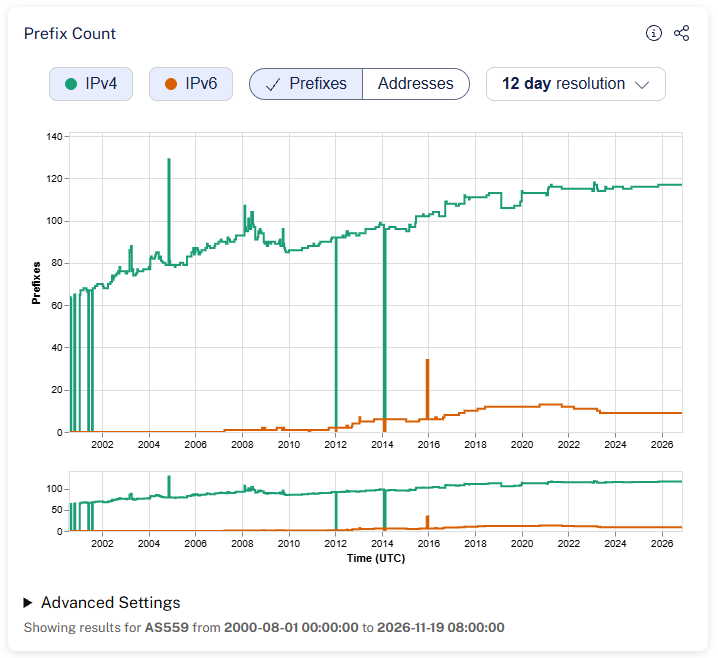 Prefix Count
IPv4 IPv6 Prefixes Addresses 12 day resolution
140
120
100
80
60
40
20
0
Prefixes
2002 2004 2006 2008 2010 2012 2014 2016 2018 2020 2022 2024 2026
100
50
0
2002 2004 2006 2008 2010 2012 2014 2016 2018 2020 2022 2024 2026
Time (UTC)
Advanced Settings
Showing results for AS559 from 2000-08-01 00:00:00 to 2026-11-19 08:00:00